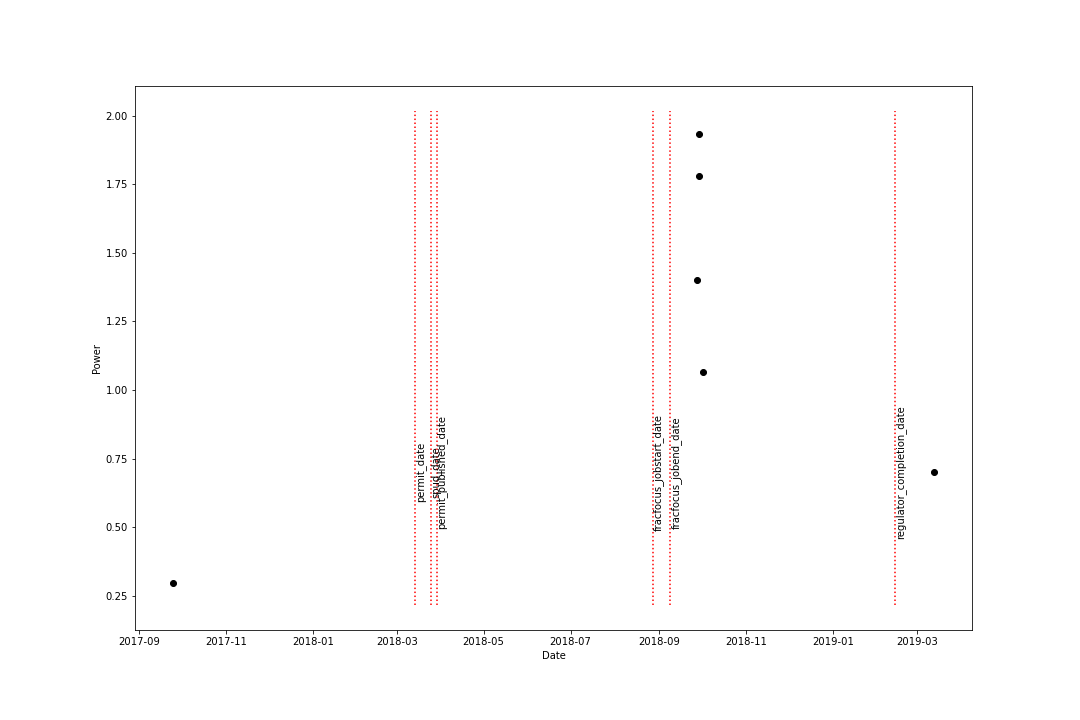 2.00
1.75
1.50
1.25
1.00
0.75
0.50
0.25
Power
permit_date
spud_date
permit_published_date
fracfocus_jobstart_date
fracfocus_jobend_date
regulator_completion_date
2017-09
2017-11
2018-01
2018-03
2018-05
2018-07
2018-09
2018-11
2019-01
2019-03
Date